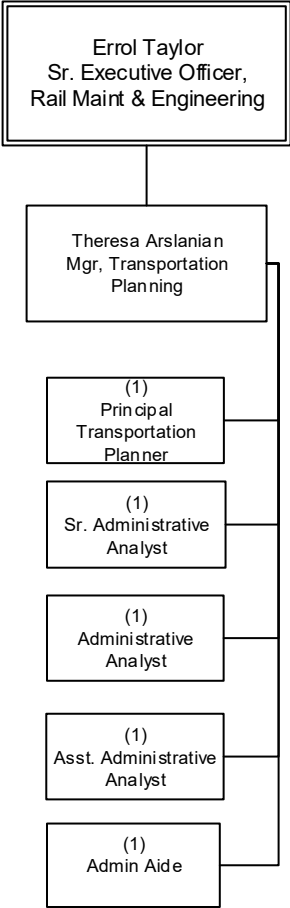 Errol Taylor
Sr. Executive Officer,
Rail Maint & Engineering
Theresa Arslanian
Mgr, Transportation
Planning
(1)
Principal
Transportation
Planner
(1)
Sr. Administrative
Analyst
(1)
Administrative
Analyst
(1)
Asst. Administrative
Analyst
(1)
Admin Aide